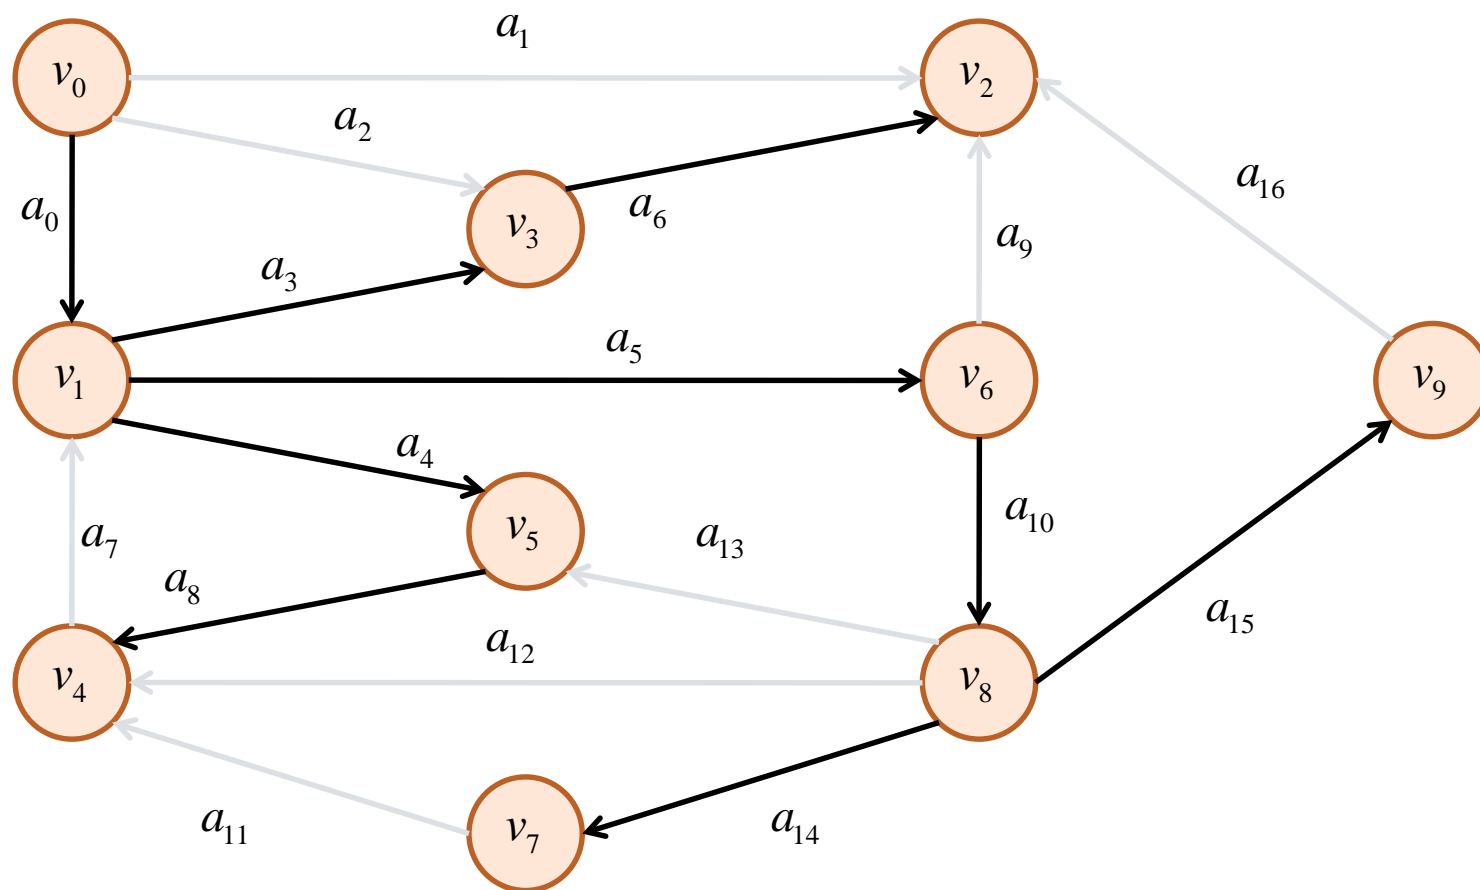 a₁
v₀
v₂
a₂
a₁₆
a₀
a₆
v₃
a₉
a₃
a₅
v₁
v₆
v₉
a₄
a₁₀
a₇
v₅
a₁₃
a₈
a₁₅
a₁₂
v₄
v₈
a₁₁
v₇
a₁₄